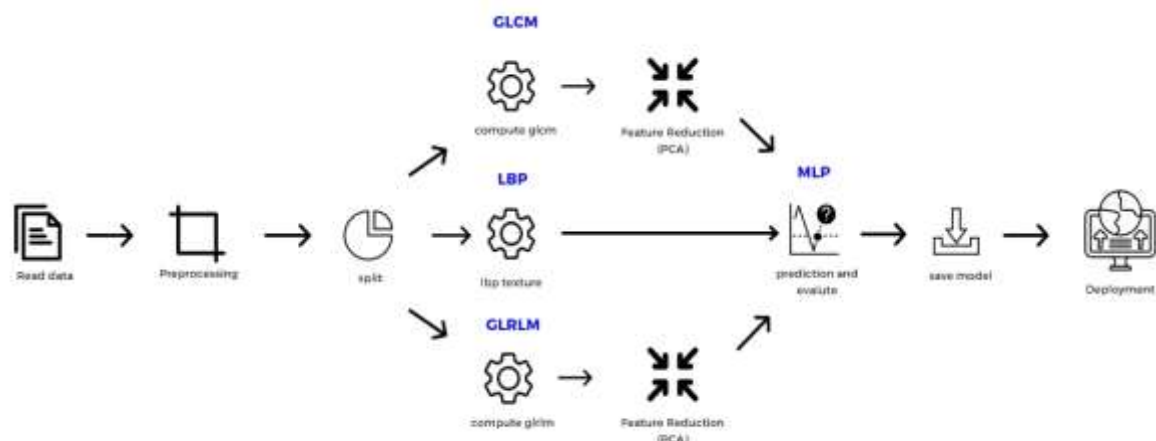 GLCM
compute glcm
Feature Reduction
(PCA)
LBP
MLP
Read data
Preprocessing
split
lbp texture
prediction and
evalute
save model
Deployment
GLRLM
compute glrlm
Feature Reduction
(PCA)
?